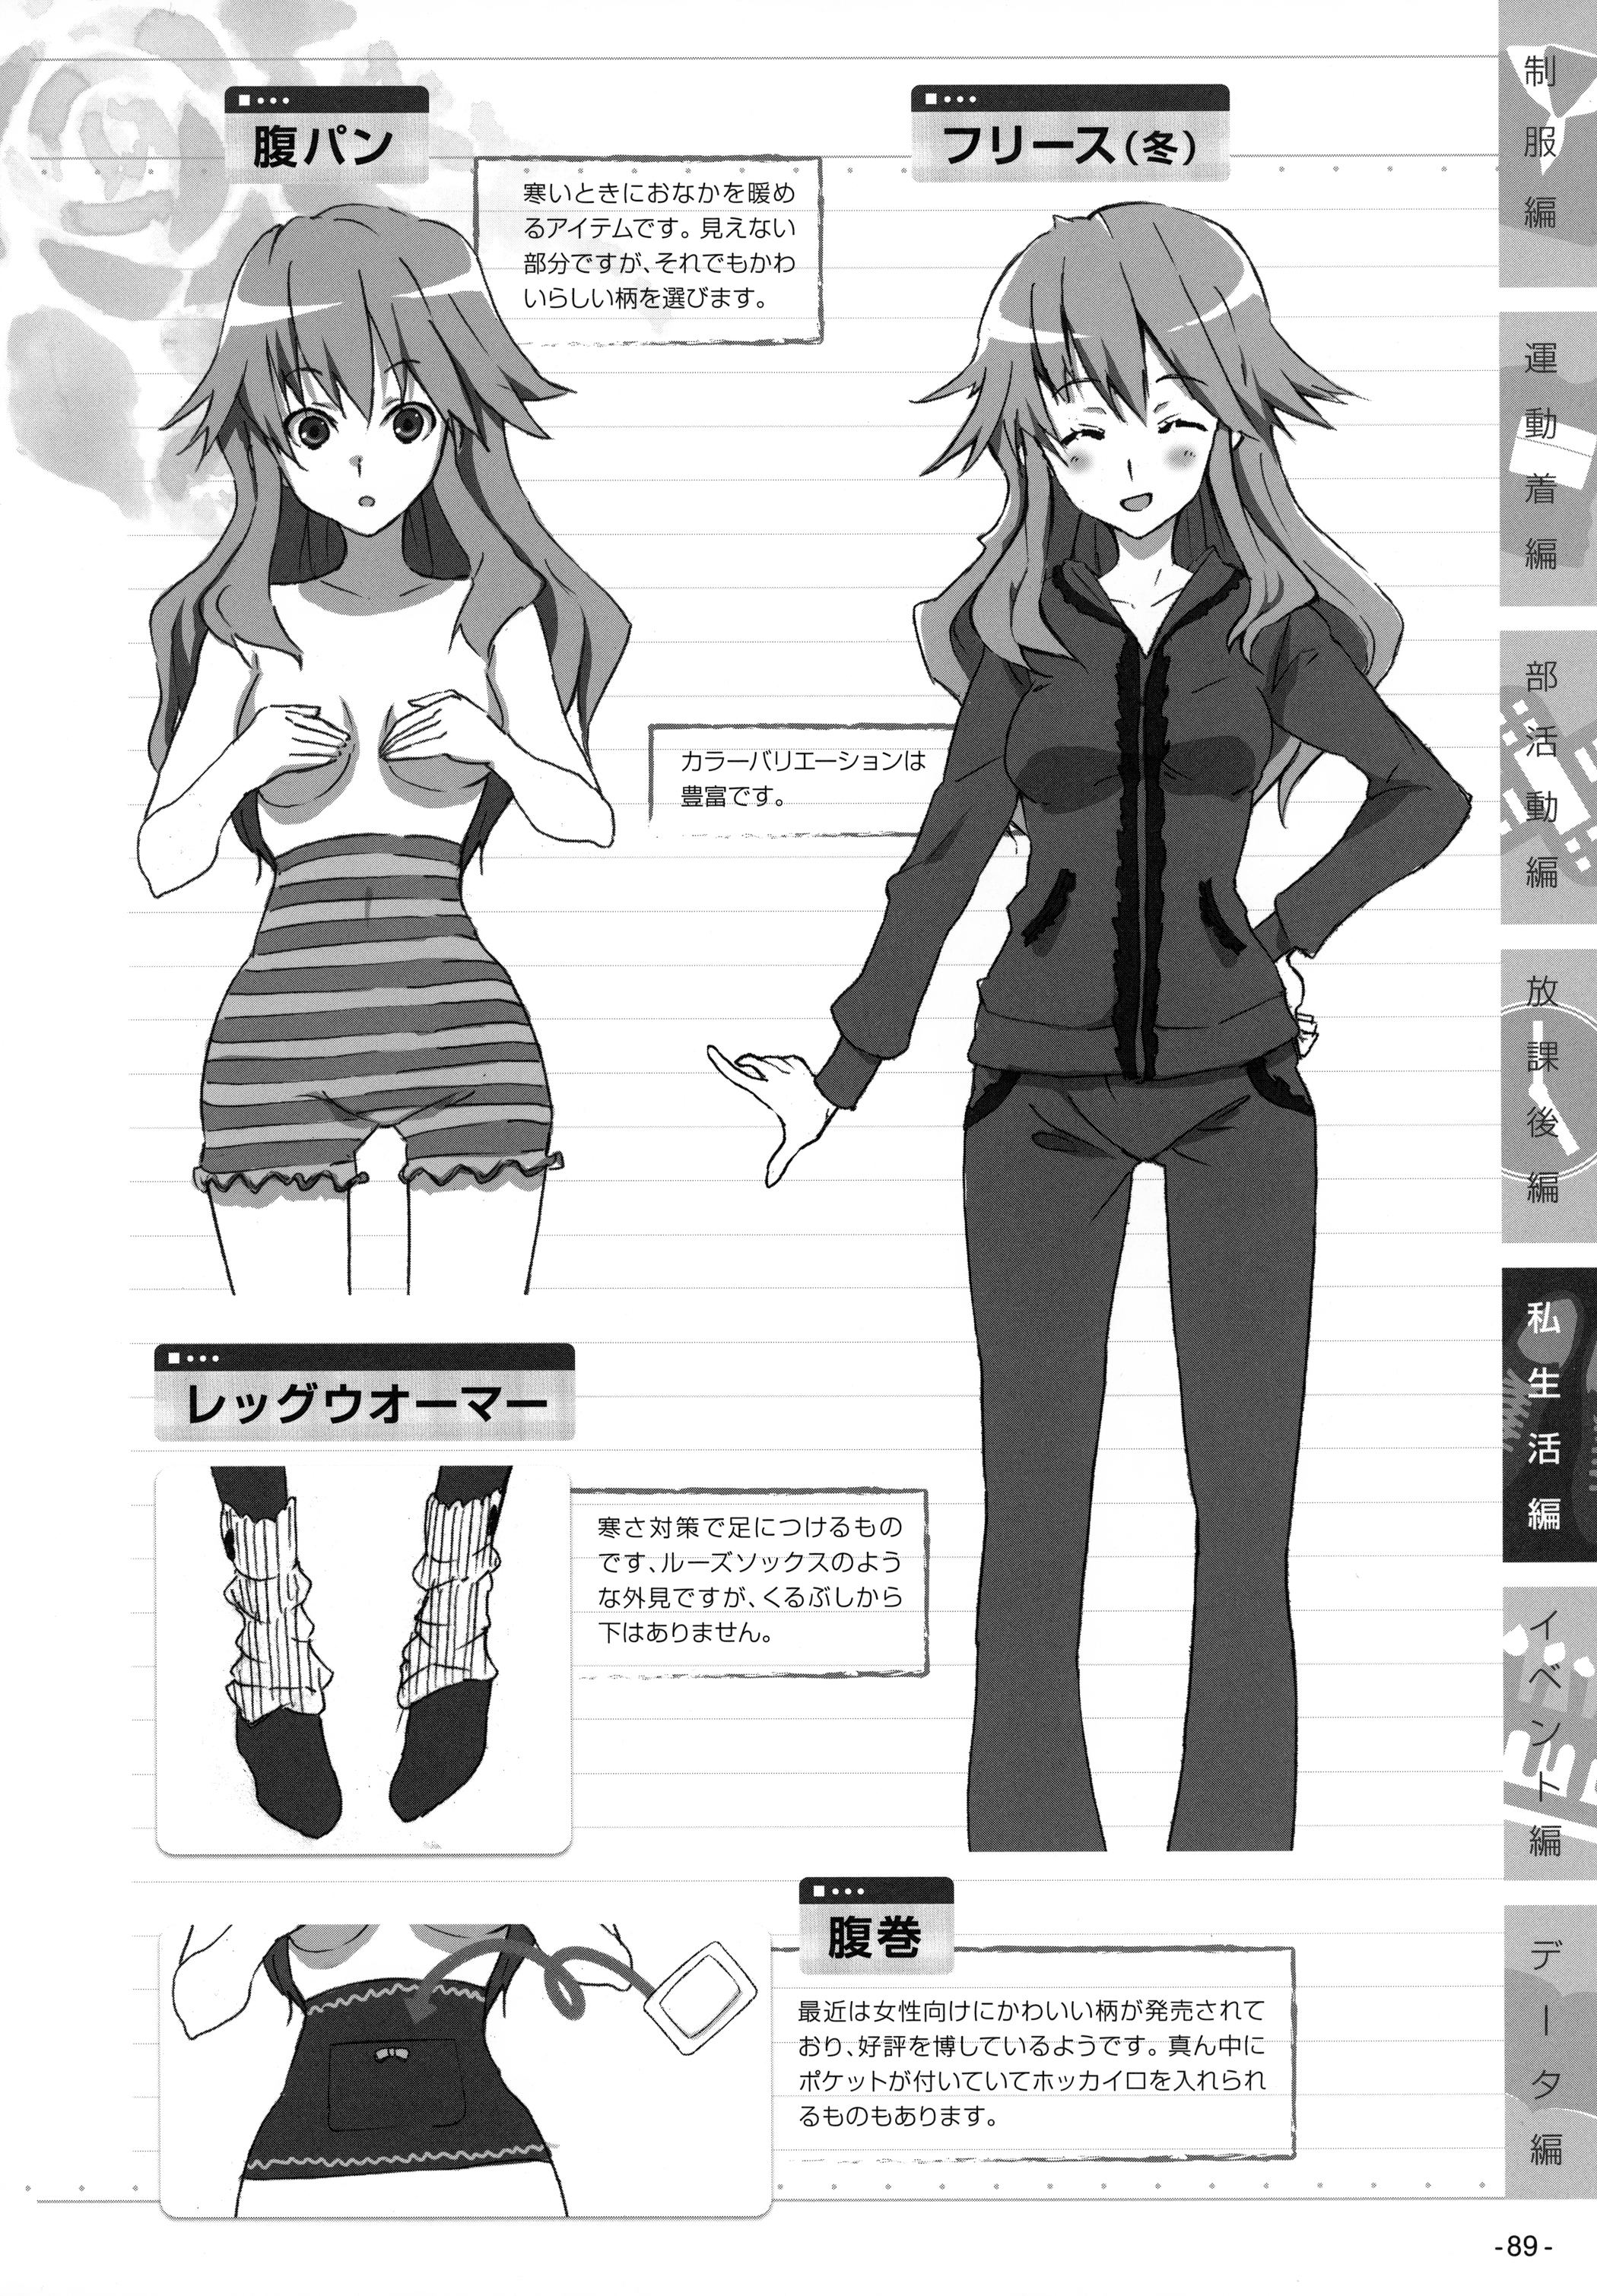 腹パン
寒いときにおなかを暖め
るアイテムです。見えない
部分ですが、それでもかわ
いらしい柄を選びます。
フリース(冬)
カラーバリエーションは
豊富です。
レッグウオーマー
寒さ対策で足につけるもの
です、ルーズソックスのよう
な外見ですが、くるぶしから
下はありません。
腹巻
最近は女性向けにかわいい柄が発売されて
おり、好評を博しているようです。真ん中に
ポケットが付いていてホッカイロを入れられ
るものもあります。
制服編
運動着編
部活動編
放課後編
私生活編
イベント編
データ編
-89-